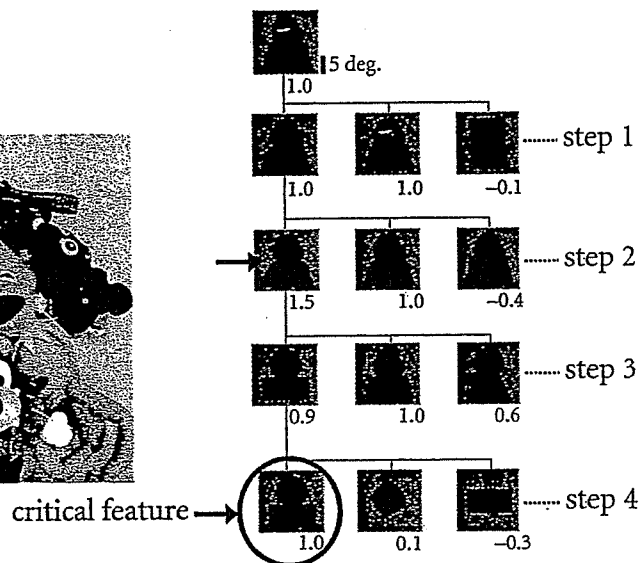 5 deg.
1.0
step 1
1.0 1.0 −0.1
step 2
1.5 1.0 −0.4
step 3
0.9 1.0 0.6
step 4
critical feature
1.0 0.1 −0.3